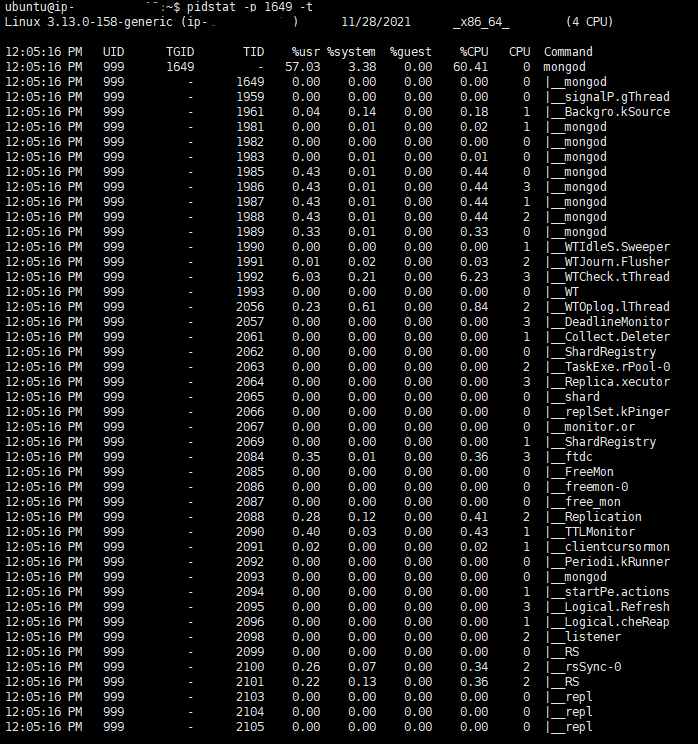 ubuntu@ip- :~$ pidstat -p 1649 -t
Linux 3.13.0-158-generic (ip- ) 11/28/2021 _x86_64_ (4 CPU)
12:05:16 PM UID TGID TID %usr %system %guest %CPU CPU Command
12:05:16 PM 999 1649 - 57.03 3.38 0.00 60.41 0 mongod
12:05:16 PM 999 - 1649 0.00 0.00 0.00 0.00 0 |__mongod
12:05:16 PM 999 - 1959 0.00 0.00 0.00 0.00 0 |__signalP.gThread
12:05:16 PM 999 - 1961 0.04 0.14 0.00 0.18 1 |__Backgro.kSource
12:05:16 PM 999 - 1981 0.00 0.01 0.00 0.02 1 |__mongod
12:05:16 PM 999 - 1982 0.00 0.00 0.00 0.00 0 |__mongod
12:05:16 PM 999 - 1983 0.00 0.01 0.00 0.01 0 |__mongod
12:05:16 PM 999 - 1985 0.43 0.01 0.00 0.44 0 |__mongod
12:05:16 PM 999 - 1986 0.43 0.01 0.00 0.44 3 |__mongod
12:05:16 PM 999 - 1987 0.43 0.01 0.00 0.44 1 |__mongod
12:05:16 PM 999 - 1988 0.43 0.01 0.00 0.44 2 |__mongod
12:05:16 PM 999 - 1989 0.33 0.01 0.00 0.33 0 |__mongod
12:05:16 PM 999 - 1990 0.00 0.00 0.00 0.00 1 |__WTIdleS.Sweeper
12:05:16 PM 999 - 1991 0.01 0.02 0.00 0.03 2 |__WTJourn.Flusher
12:05:16 PM 999 - 1992 6.03 0.21 0.00 6.23 3 |__WTCheck.tThread
12:05:16 PM 999 - 1993 0.00 0.00 0.00 0.00 0 |__WT
12:05:16 PM 999 - 2056 0.23 0.61 0.00 0.84 2 |__WTOplog.lThread
12:05:16 PM 999 - 2057 0.00 0.00 0.00 0.00 3 |__DeadlineMonitor
12:05:16 PM 999 - 2061 0.00 0.00 0.00 0.00 1 |__Collect.Deleter
12:05:16 PM 999 - 2062 0.00 0.00 0.00 0.00 0 |__ShardRegistry
12:05:16 PM 999 - 2063 0.00 0.00 0.00 0.00 2 |__TaskExe.rPool-0
12:05:16 PM 999 - 2064 0.00 0.00 0.00 0.00 3 |__Replica.xecutor
12:05:16 PM 999 - 2065 0.00 0.00 0.00 0.00 0 |__shard
12:05:16 PM 999 - 2066 0.00 0.00 0.00 0.00 0 |__replSet.kPinger
12:05:16 PM 999 - 2067 0.00 0.00 0.00 0.00 0 |__monitor.or
12:05:16 PM 999 - 2069 0.00 0.00 0.00 0.00 1 |__ShardRegistry
12:05:16 PM 999 - 2084 0.35 0.01 0.00 0.36 3 |__ftdc
12:05:16 PM 999 - 2085 0.00 0.00 0.00 0.00 0 |__FreeMon
12:05:16 PM 999 - 2086 0.00 0.00 0.00 0.00 0 |__freemon-0
12:05:16 PM 999 - 2087 0.00 0.00 0.00 0.00 0 |__free_mon
12:05:16 PM 999 - 2088 0.28 0.12 0.00 0.41 2 |__Replication
12:05:16 PM 999 - 2090 0.40 0.03 0.00 0.43 1 |__TTLMonitor
12:05:16 PM 999 - 2091 0.02 0.00 0.00 0.02 1 |__clientcursormon
12:05:16 PM 999 - 2092 0.00 0.00 0.00 0.00 0 |__Periodi.kRunner
12:05:16 PM 999 - 2093 0.00 0.00 0.00 0.00 0 |__mongod
12:05:16 PM 999 - 2094 0.00 0.00 0.00 0.00 1 |__startPe.actions
12:05:16 PM 999 - 2095 0.00 0.00 0.00 0.00 3 |__Logical.Refresh
12:05:16 PM 999 - 2096 0.00 0.00 0.00 0.00 1 |__Logical.cheReap
12:05:16 PM 999 - 2098 0.00 0.00 0.00 0.00 2 |__listener
12:05:16 PM 999 - 2099 0.00 0.00 0.00 0.00 0 |__RS
12:05:16 PM 999 - 2100 0.26 0.07 0.00 0.34 2 |__rsSync-0
12:05:16 PM 999 - 2101 0.22 0.13 0.00 0.36 2 |__RS
12:05:16 PM 999 - 2103 0.00 0.00 0.00 0.00 0 |__repl
12:05:16 PM 999 - 2104 0.00 0.00 0.00 0.00 0 |__repl
12:05:16 PM 999 - 2105 0.00 0.00 0.00 0.00 0 |__repl